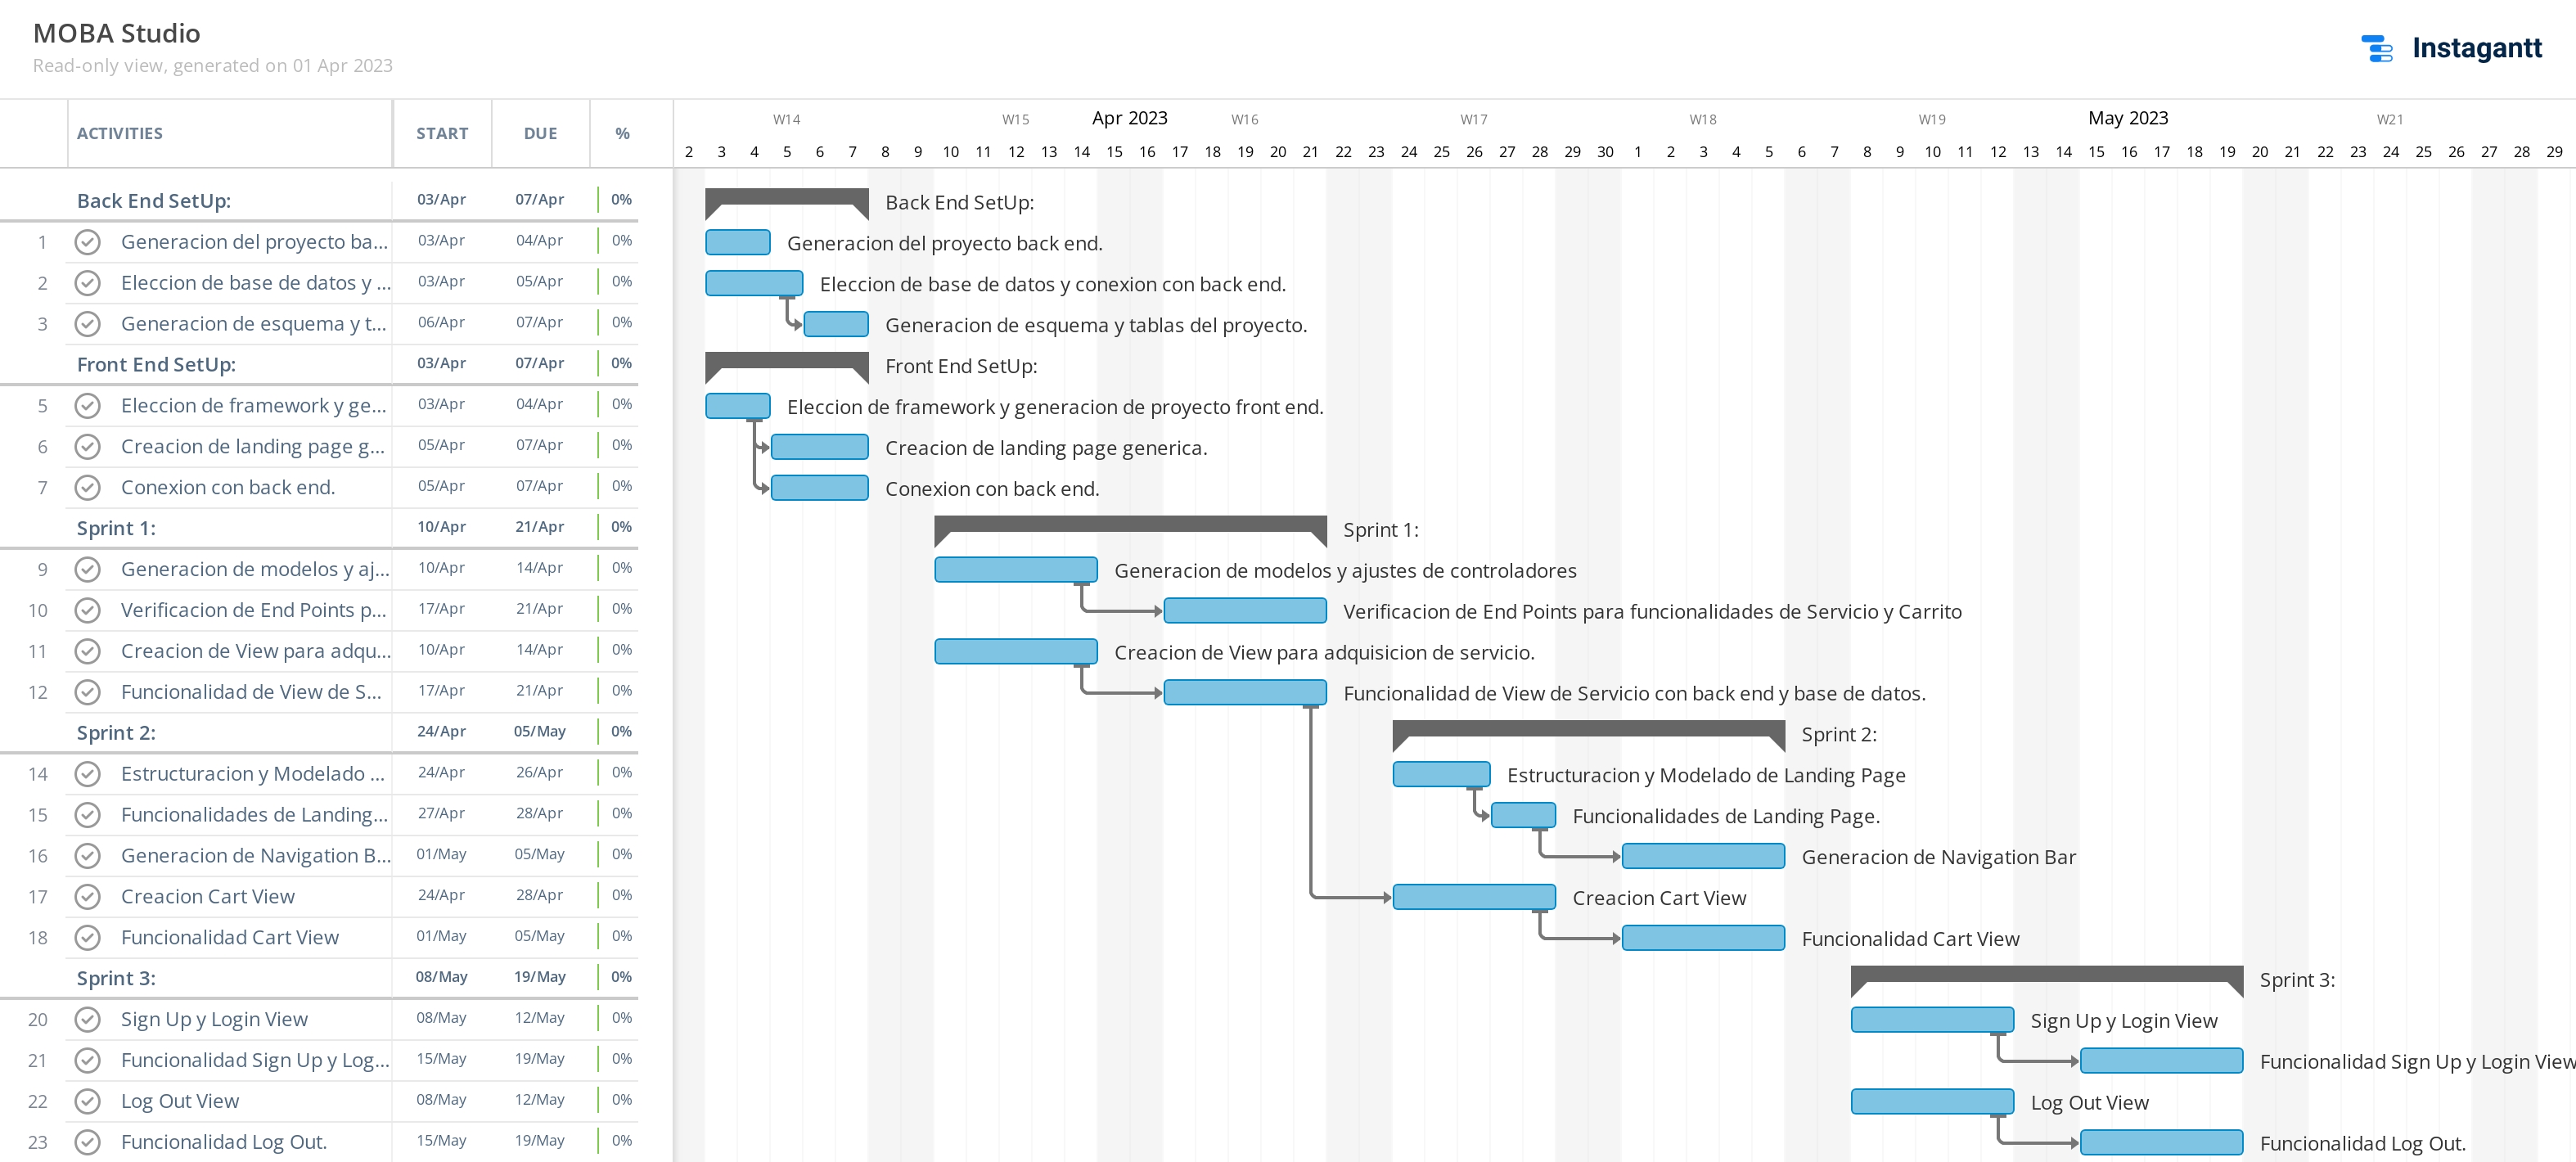 MOBA Studio
Read-only view, generated on 01 Apr 2023
Instagantt
ACTIVITIES START DUE %
W14 W15 Apr 2023 W16 W17 W18 W19 May 2023 W21
2 3 4 5 6 7 8 9 10 11 12 13 14 15 16 17 18 19 20 21 22 23 24 25 26 27 28 29 30 1 2 3 4 5 6 7 8 9 10 11 12 13 14 15 16 17 18 19 20 21 22 23 24 25 26 27 28 29
Back End SetUp: 03/Apr 07/Apr 0% Back End SetUp:
1 Generacion del proyecto ba... 03/Apr 04/Apr 0% Generacion del proyecto back end.
2 Eleccion de base de datos y ... 03/Apr 05/Apr 0% Eleccion de base de datos y conexion con back end.
3 Generacion de esquema y t... 06/Apr 07/Apr 0% Generacion de esquema y tablas del proyecto.
Front End SetUp: 03/Apr 07/Apr 0% Front End SetUp:
5 Eleccion de framework y ge... 03/Apr 04/Apr 0% Eleccion de framework y generacion de proyecto front end.
6 Creacion de landing page g... 05/Apr 07/Apr 0% Creacion de landing page generica.
7 Conexion con back end. 05/Apr 07/Apr 0% Conexion con back end.
Sprint 1: 10/Apr 21/Apr 0% Sprint 1:
9 Generacion de modelos y aj... 10/Apr 14/Apr 0% Generacion de modelos y ajustes de controladores
10 Verificacion de End Points p... 17/Apr 21/Apr 0% Verificacion de End Points para funcionalidades de Servicio y Carrito
11 Creacion de View para adqu... 10/Apr 14/Apr 0% Creacion de View para adquisicion de servicio.
12 Funcionalidad de View de S... 17/Apr 21/Apr 0% Funcionalidad de View de Servicio con back end y base de datos.
Sprint 2: 24/Apr 05/May 0% Sprint 2:
14 Estructuracion y Modelado ... 24/Apr 26/Apr 0% Estructuracion y Modelado de Landing Page
15 Funcionalidades de Landing... 27/Apr 28/Apr 0% Funcionalidades de Landing Page.
16 Generacion de Navigation B... 01/May 05/May 0% Generacion de Navigation Bar
17 Creacion Cart View 24/Apr 28/Apr 0% Creacion Cart View
18 Funcionalidad Cart View 01/May 05/May 0% Funcionalidad Cart View
Sprint 3: 08/May 19/May 0% Sprint 3:
20 Sign Up y Login View 08/May 12/May 0% Sign Up y Login View
21 Funcionalidad Sign Up y Log... 15/May 19/May 0% Funcionalidad Sign Up y Login View
22 Log Out View 08/May 12/May 0% Log Out View
23 Funcionalidad Log Out. 15/May 19/May 0% Funcionalidad Log Out.